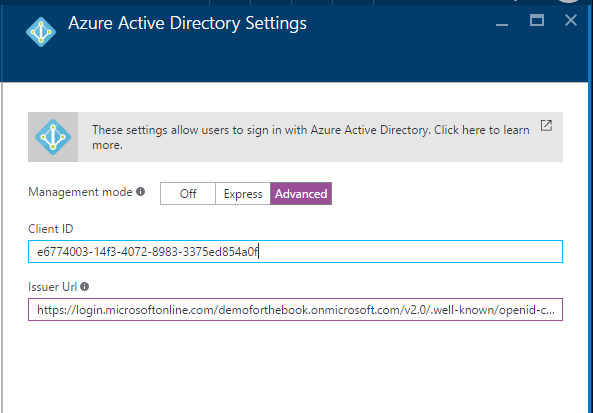 Azure Active Directory Settings
These settings allow users to sign in with Azure Active Directory. Click here to learn
more.
Management mode Off Express Advanced
Client ID
e6774003-14f3-4072-8983-3375ed854a0f
Issuer Url
https://login.microsoftonline.com/demoforthebook.onmicrosoft.com/v2.0/.well-known/openid-c...